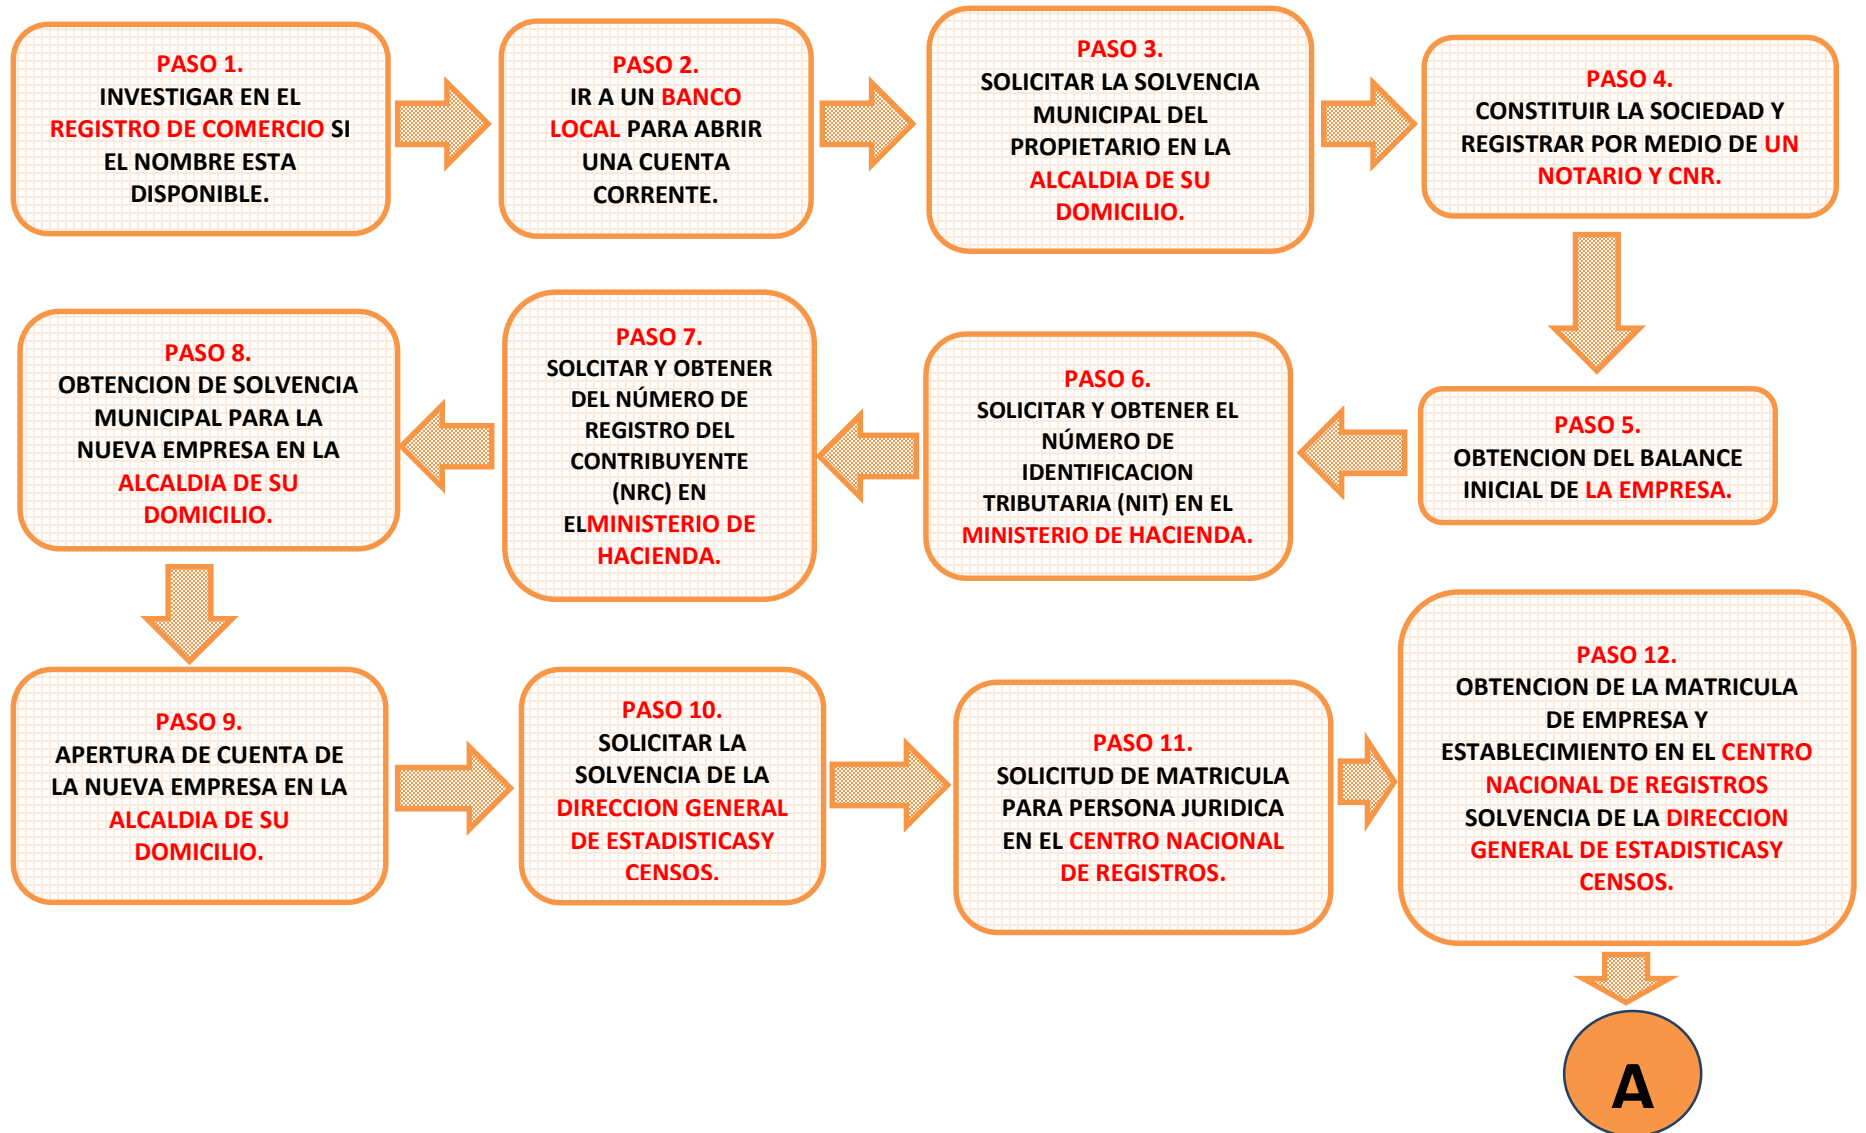 PASO 1.
INVESTIGAR EN EL
REGISTRO DE COMERCIO SI
EL NOMBRE ESTA
DISPONIBLE.
PASO 2.
IR A UN BANCO
LOCAL PARA ABRIR
UNA CUENTA
CORRENTE.
PASO 3.
SOLICITAR LA SOLVENCIA
MUNICIPAL DEL
PROPIETARIO EN LA
ALCALDIA DE SU
DOMICILIO.
PASO 4.
CONSTITUIR LA SOCIEDAD Y
REGISTRAR POR MEDIO DE UN
NOTARIO Y CNR.
PASO 5.
OBTENCION DEL BALANCE
INICIAL DE LA EMPRESA.
PASO 6.
SOLICITAR Y OBTENER EL
NÚMERO DE
IDENTIFICACION
TRIBUTARIA (NIT) EN EL
MINISTERIO DE HACIENDA.
PASO 7.
SOLCITAR Y OBTENER
DEL NÚMERO DE
REGISTRO DEL
CONTRIBUYENTE
(NRC) EN
ELMINISTERIO DE
HACIENDA.
PASO 8.
OBTENCION DE SOLVENCIA
MUNICIPAL PARA LA
NUEVA EMPRESA EN LA
ALCALDIA DE SU
DOMICILIO.
PASO 9.
APERTURA DE CUENTA DE
LA NUEVA EMPRESA EN LA
ALCALDIA DE SU
DOMICILIO.
PASO 10.
SOLICITAR LA
SOLVENCIA DE LA
DIRECCION GENERAL
DE ESTADISTICASY
CENSOS.
PASO 11.
SOLICITUD DE MATRICULA
PARA PERSONA JURIDICA
EN EL CENTRO NACIONAL
DE REGISTROS.
PASO 12.
OBTENCION DE LA MATRICULA
DE EMPRESA Y
ESTABLECIMIENTO EN EL CENTRO
NACIONAL DE REGISTROS
SOLVENCIA DE LA DIRECCION
GENERAL DE ESTADISTICASY
CENSOS.
A